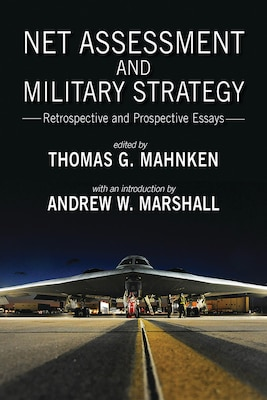 NET ASSESSMENT
AND
MILITARY STRATEGY
Retrospective and Prospective Essays
edited by
THOMAS G. MAHNKEN
with an introduction by
ANDREW W. MARSHALL